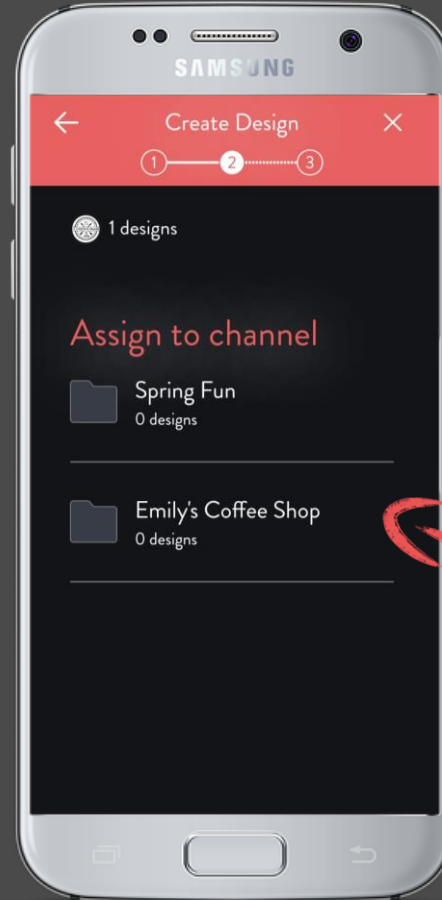 SAMSUNG
Create Design
1 2 3
1 designs
Assign to channel
Spring Fun
0 designs
Emily's Coffee Shop
0 designs